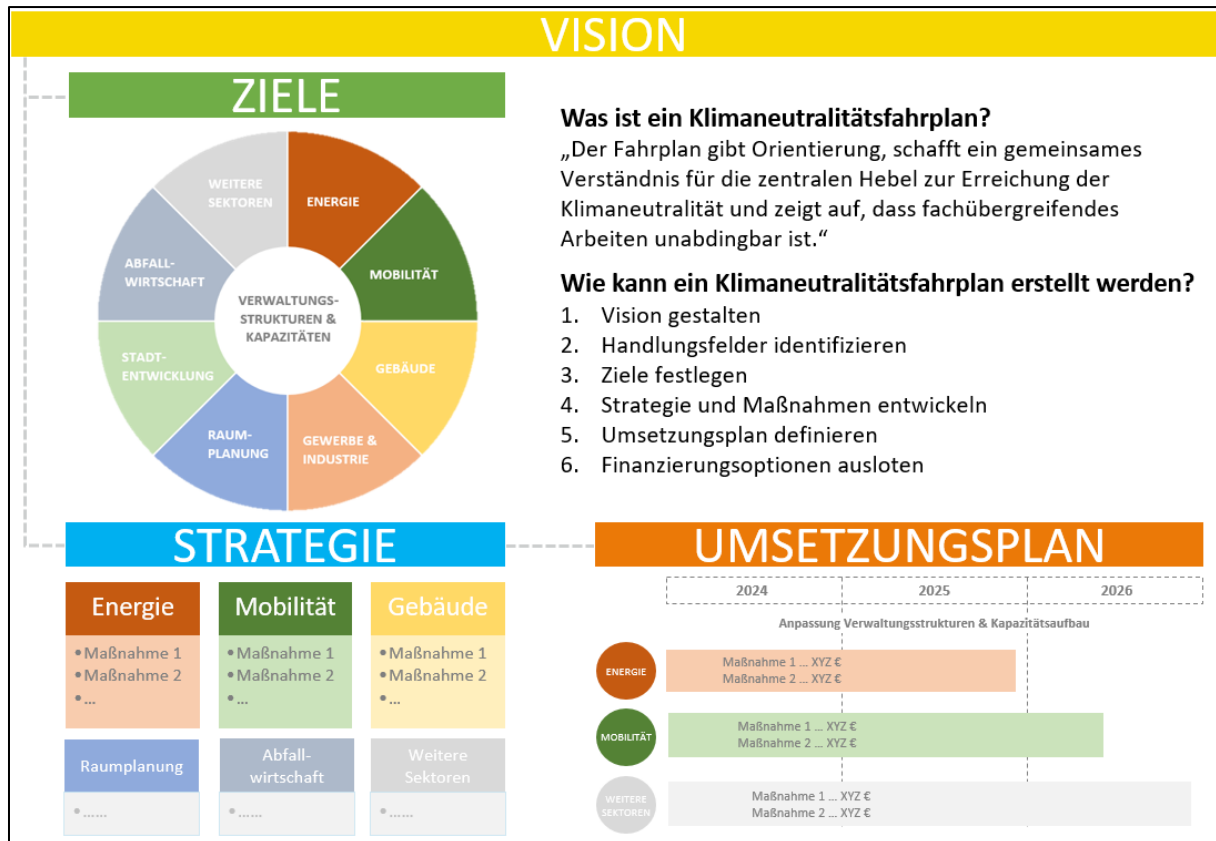 VISION
ZIELE
WEITERE
SEKTOREN
ENERGIE
ABFALL-
WIRTSCHAFT
MOBILITÄT
VERWALTUNGS-
STRUKTUREN &
KAPAZITÄTEN
STADT-
ENTWICKLUNG
GEBÄUDE
RAUM-
PLANUNG
GEWERBE &
INDUSTRIE
Was ist ein Klimaneutralitätsfahrplan?
„Der Fahrplan gibt Orientierung, schafft ein gemeinsames
Verständnis für die zentralen Hebel zur Erreichung der
Klimaneutralität und zeigt auf, dass fachübergreifendes
Arbeiten unabdingbar ist.“
Wie kann ein Klimaneutralitätsfahrplan erstellt werden?
1. Vision gestalten
2. Handlungsfelder identifizieren
3. Ziele festlegen
4. Strategie und Maßnahmen entwickeln
5. Umsetzungsplan definieren
6. Finanzierungsoptionen ausloten
STRATEGIE
Energie
• Maßnahme 1
• Maßnahme 2
• ...
Mobilität
• Maßnahme 1
• Maßnahme 2
• ...
Gebäude
• Maßnahme 1
• Maßnahme 2
• ...
Raumplanung
• ......
Abfall-
wirtschaft
• ......
Weitere
Sektoren
• ......
UMSETZUNGSPLAN
2024 2025 2026
Anpassung Verwaltungsstrukturen & Kapazitätsaufbau
ENERGIE
Maßnahme 1 ... XYZ €
Maßnahme 2 ... XYZ €
MOBILITÄT
Maßnahme 1 ... XYZ €
Maßnahme 2 ... XYZ €
WEITERE
SEKTOREN
Maßnahme 1 ... XYZ €
Maßnahme 2 ... XYZ €